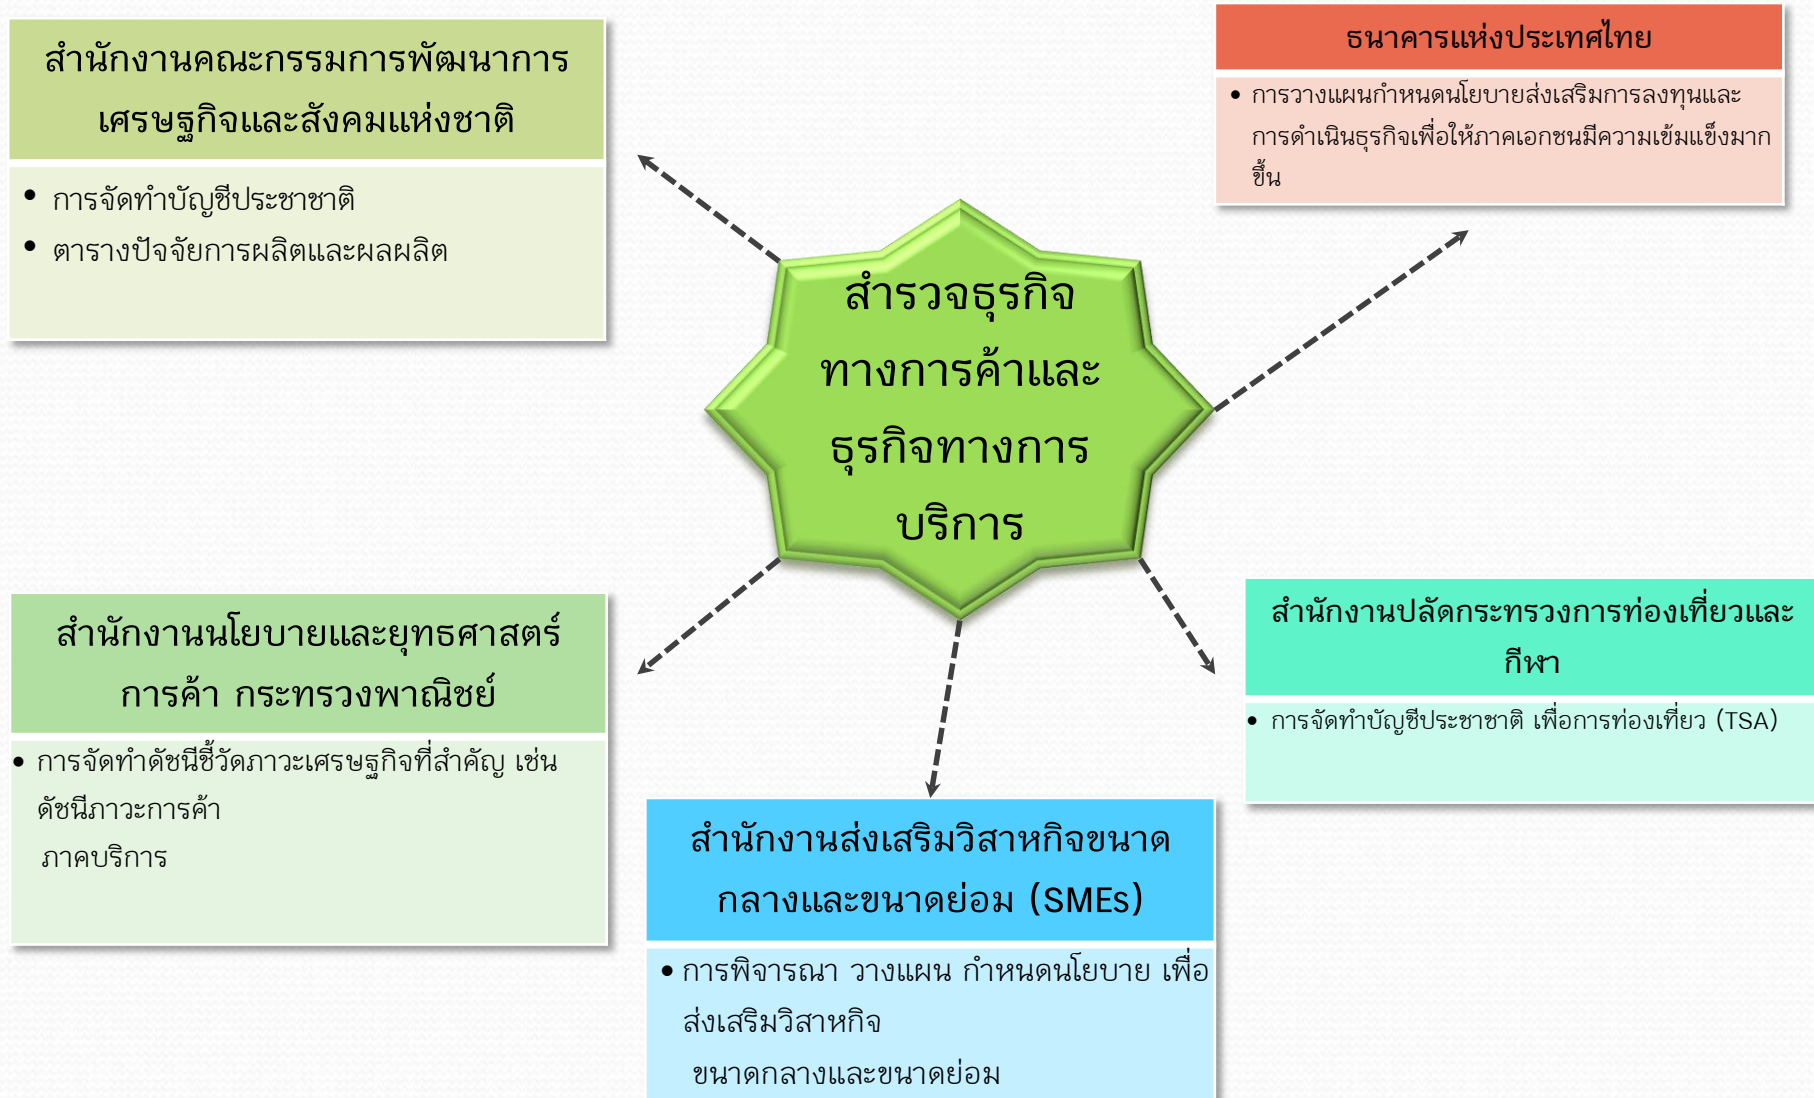 สำนักงานคณะกรรมการพัฒนาการ
เศรษฐกิจและสังคมแห่งชาติ
• การจัดทำบัญชีประชาชาติ
• ตารางปัจจัยการผลิตและผลผลิต
ธนาคารแห่งประเทศไทย
• การวางแผนกำหนดนโยบายส่งเสริมการลงทุนและ
การดำเนินธุรกิจเพื่อให้ภาคเอกชนมีความเข้มแข็งมาก
ขึ้น
สำรวจธุรกิจ
ทางการค้าและ
ธุรกิจทางการ
บริการ
สำนักงานนโยบายและยุทธศาสตร์
การค้า กระทรวงพาณิชย์
• การจัดทำดัชนีชี้วัดภาวะเศรษฐกิจที่สำคัญ เช่น
ดัชนีภาวะการค้า
ภาคบริการ
สำนักงานส่งเสริมวิสาหกิจขนาด
กลางและขนาดย่อม (SMEs)
• การพิจารณา วางแผน กำหนดนโยบาย เพื่อ
ส่งเสริมวิสาหกิจ
ขนาดกลางและขนาดย่อม
สำนักงานปลัดกระทรวงการท่องเที่ยวและ
กีฬา
• การจัดทำบัญชีประชาชาติ เพื่อการท่องเที่ยว (TSA)